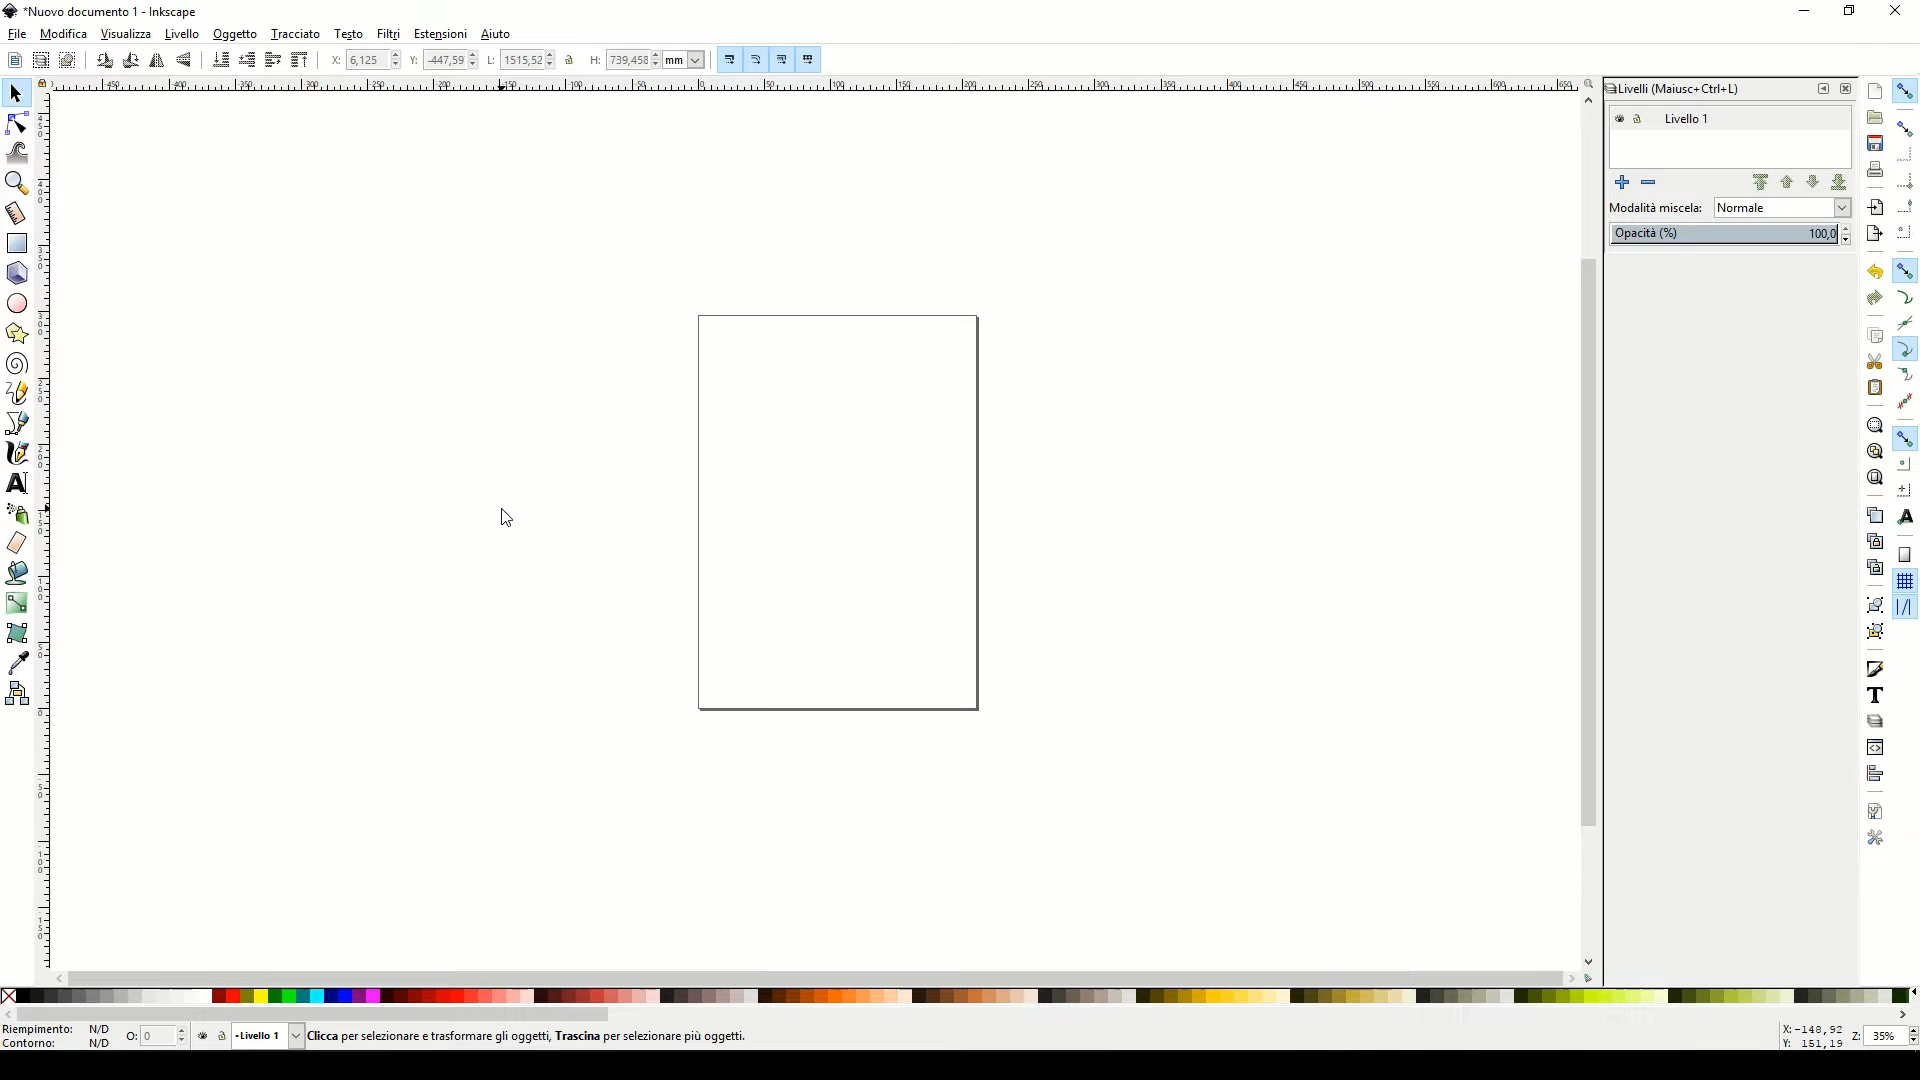 *Nuovo documento 1 - Inkscape
File Modifica Visualizza Livello Oggetto Tracciato Testo Filtri Estensioni Aiuto
X: 6,125 Y: -447,59 L: 1515,52 H: 739,458 mm
Livelli (Maiusc+Ctrl+L)
Livello 1
Modalità miscela: Normale
Opacità (%) 100,0
Riempimento: N/D
Contorno: N/D
O: 0
Livello 1
Clicca per selezionare e trasformare gli oggetti, Trascina per selezionare più oggetti.
X: -148,92
Y: 151,19
Z: 35%